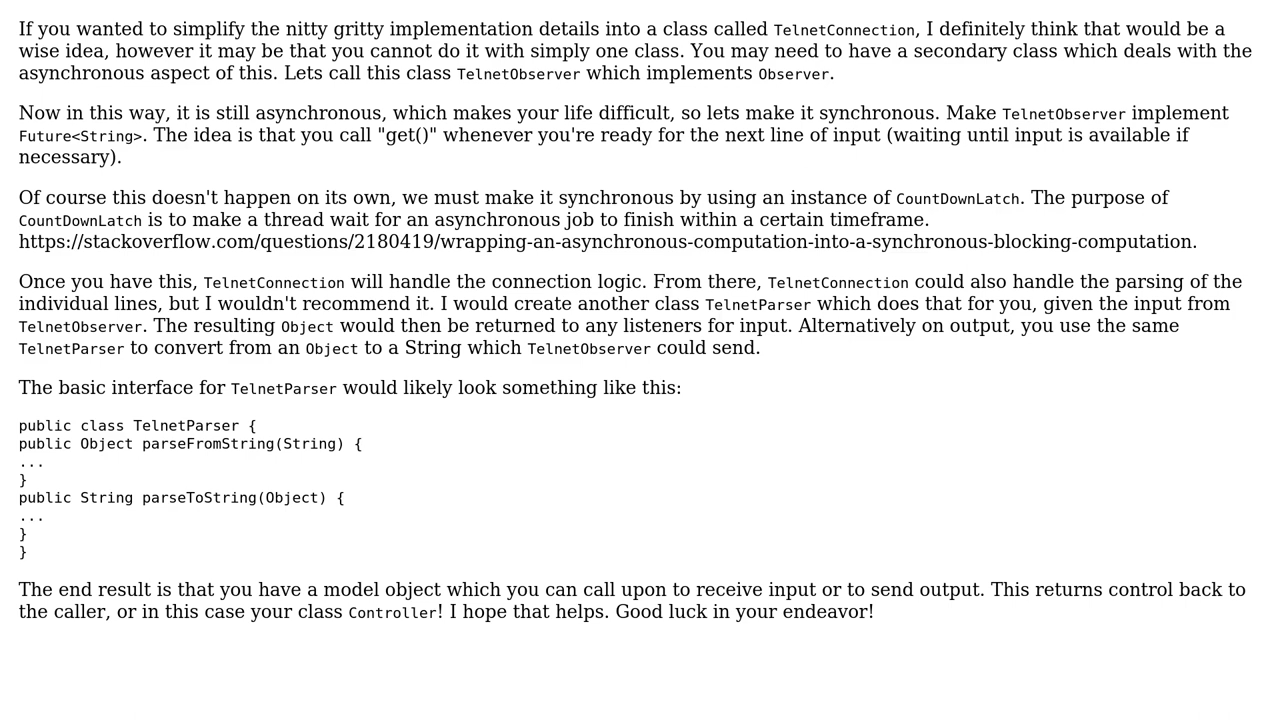 If you wanted to simplify the nitty gritty implementation details into a class called TelnetConnection, I definitely think that would be a
wise idea, however it may be that you cannot do it with simply one class. You may need to have a secondary class which deals with the
asynchronous aspect of this. Lets call this class TelnetObserver which implements Observer.
Now in this way, it is still asynchronous, which makes your life difficult, so lets make it synchronous. Make TelnetObserver implement
Future<String>. The idea is that you call "get()" whenever you're ready for the next line of input (waiting until input is available if
necessary).
Of course this doesn't happen on its own, we must make it synchronous by using an instance of CountDownLatch. The purpose of
CountDownLatch is to make a thread wait for an asynchronous job to finish within a certain timeframe.
https://stackoverflow.com/questions/2180419/wrapping-an-asynchronous-computation-into-a-synchronous-blocking-computation.
Once you have this, TelnetConnection will handle the connection logic. From there, TelnetConnection could also handle the parsing of the
individual lines, but I wouldn't recommend it. I would create another class TelnetParser which does that for you, given the input from
TelnetObserver. The resulting Object would then be returned to any listeners for input. Alternatively on output, you use the same
TelnetParser to convert from an Object to a String which TelnetObserver could send.
The basic interface for TelnetParser would likely look something like this:
public class TelnetParser {
public Object parseFromString(String) {
...
}
public String parseToString(Object) {
...
}
}
The end result is that you have a model object which you can call upon to receive input or to send output. This returns control back to
the caller, or in this case your class Controller! I hope that helps. Good luck in your endeavor!